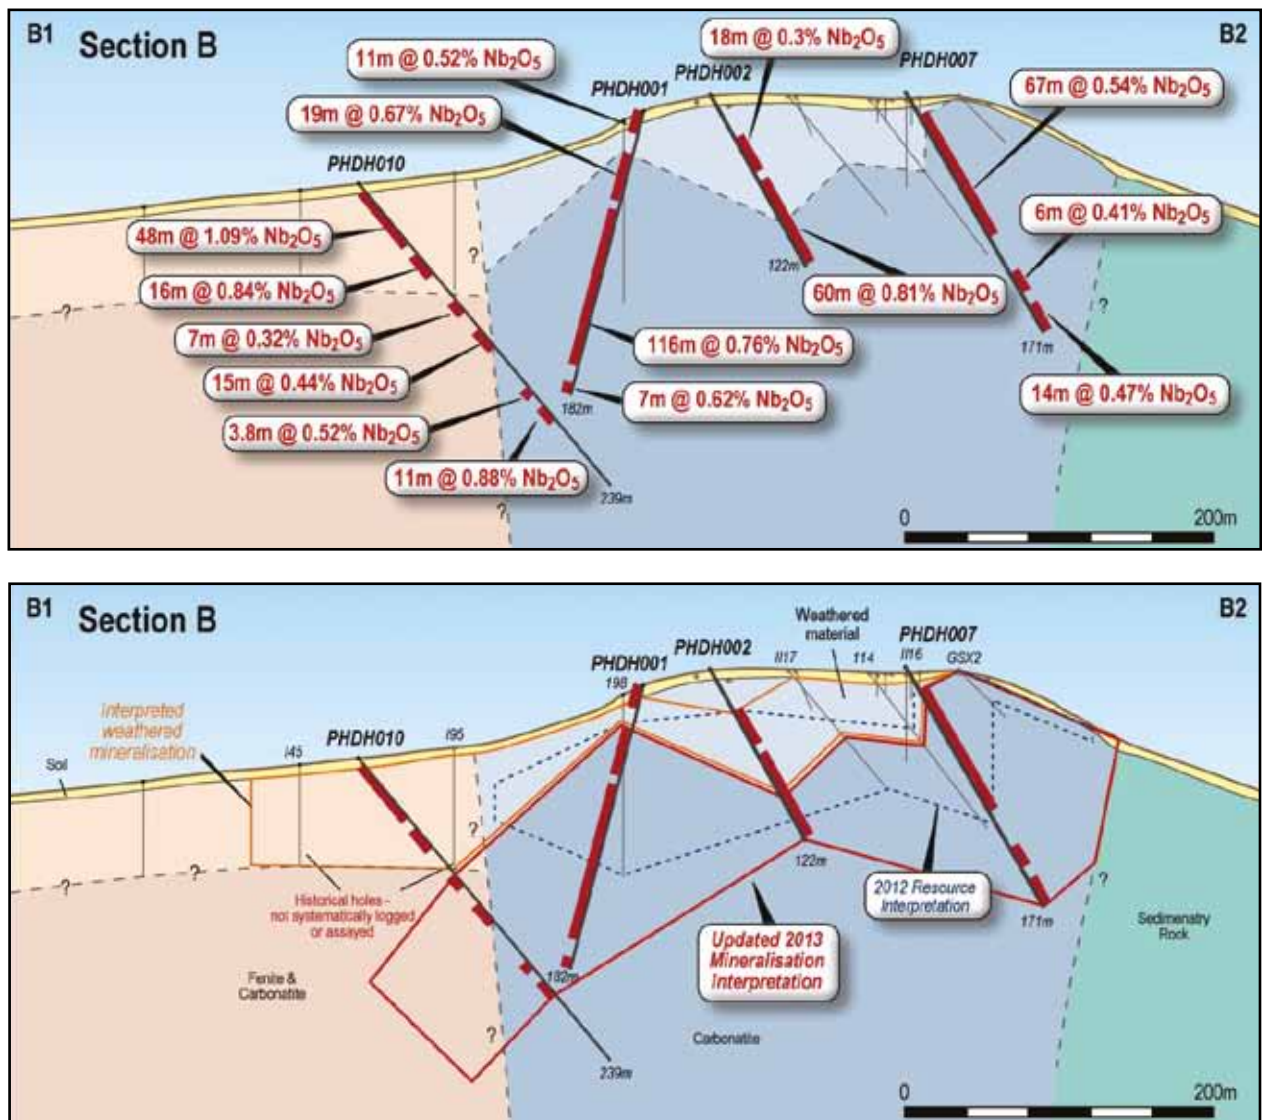 B1
Section B
B2
11m @ 0.52% Nb₂O₅
18m @ 0.3% Nb₂O₅
PHDH002
PHDH007
PHDH001
67m @ 0.54% Nb₂O₅
19m @ 0.67% Nb₂O₅
PHDH010
6m @ 0.41% Nb₂O₅
48m @ 1.09% Nb₂O₅
?
122m
16m @ 0.84% Nb₂O₅
60m @ 0.81% Nb₂O₅
?
?
7m @ 0.32% Nb₂O₅
116m @ 0.76% Nb₂O₅
171m
15m @ 0.44% Nb₂O₅
14m @ 0.47% Nb₂O₅
182m
7m @ 0.62% Nb₂O₅
3.8m @ 0.52% Nb₂O₅
11m @ 0.88% Nb₂O₅
239m
?
0
200m
B1
Section B
B2
Weathered
material
PHDH007
PHDH002
II17
114
II16
GSX2
PHDH001
198
Interpreted
weathered
mineralisation
PHDH010
I95
I45
Soil
?
122m
?
?
?
2012 Resource
Interpretation
Historical holes -
not systematically logged
or assayed
171m
Sedimenatry
Rock
Updated 2013
Mineralisation
Interpretation
182m
Fenite &
Carbonatite
?
Carbonatite
239m
0
200m